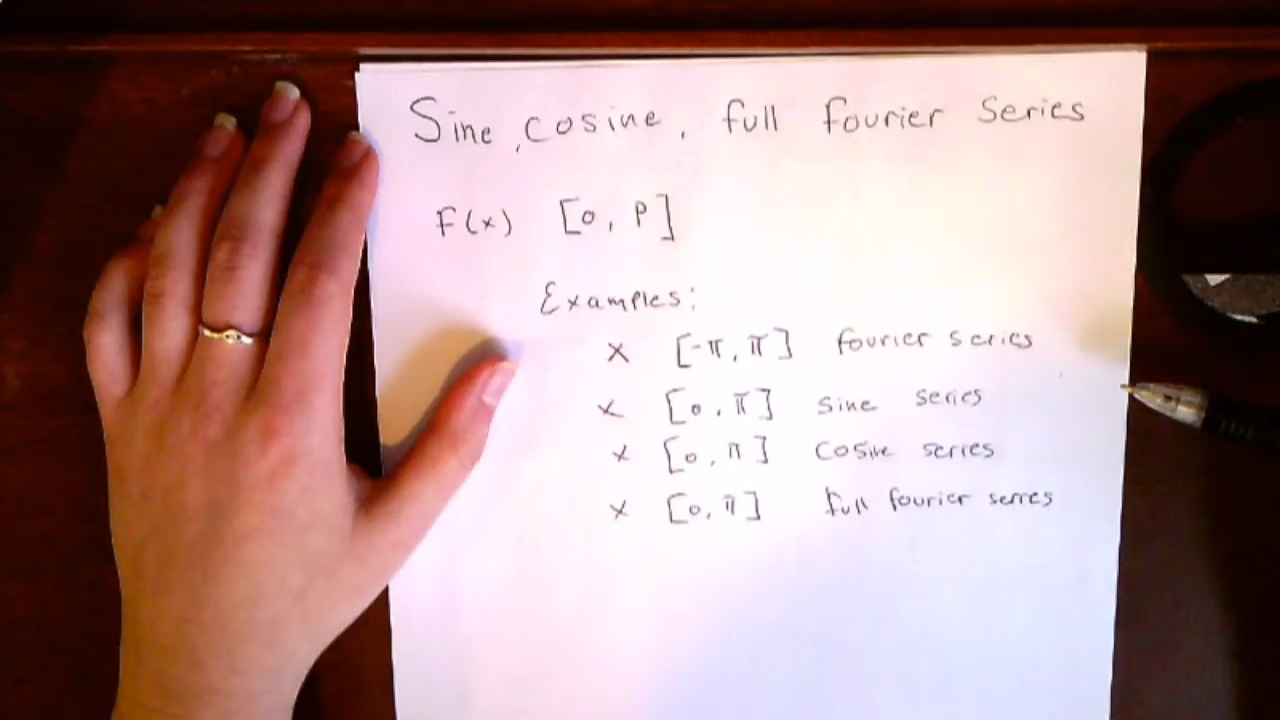 Sine, cosine, full fourier series
F(x) [0, P]
Examples:
x [-π, π] fourier series
x [0, π] sine series
x [0, π] cosine series
x [0, π] full fourier series